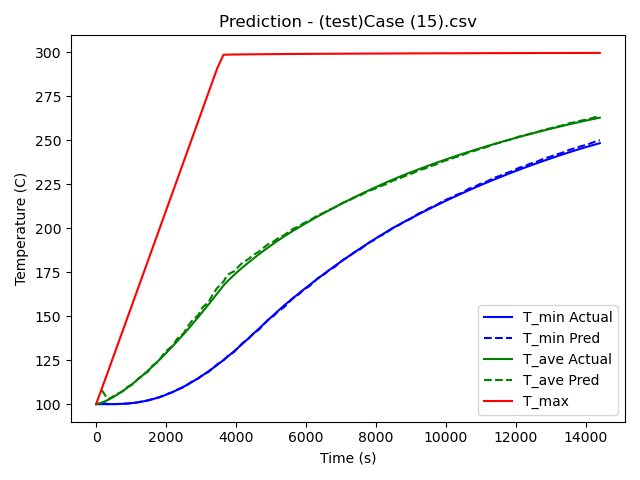 Prediction - (test)Case (15).csv
300
275
250
225
200
175
150
125
100
Temperature (C)
T_min Actual
T_min Pred
T_ave Actual
T_ave Pred
T_max
0 2000 4000 6000 8000 10000 12000 14000
Time (s)